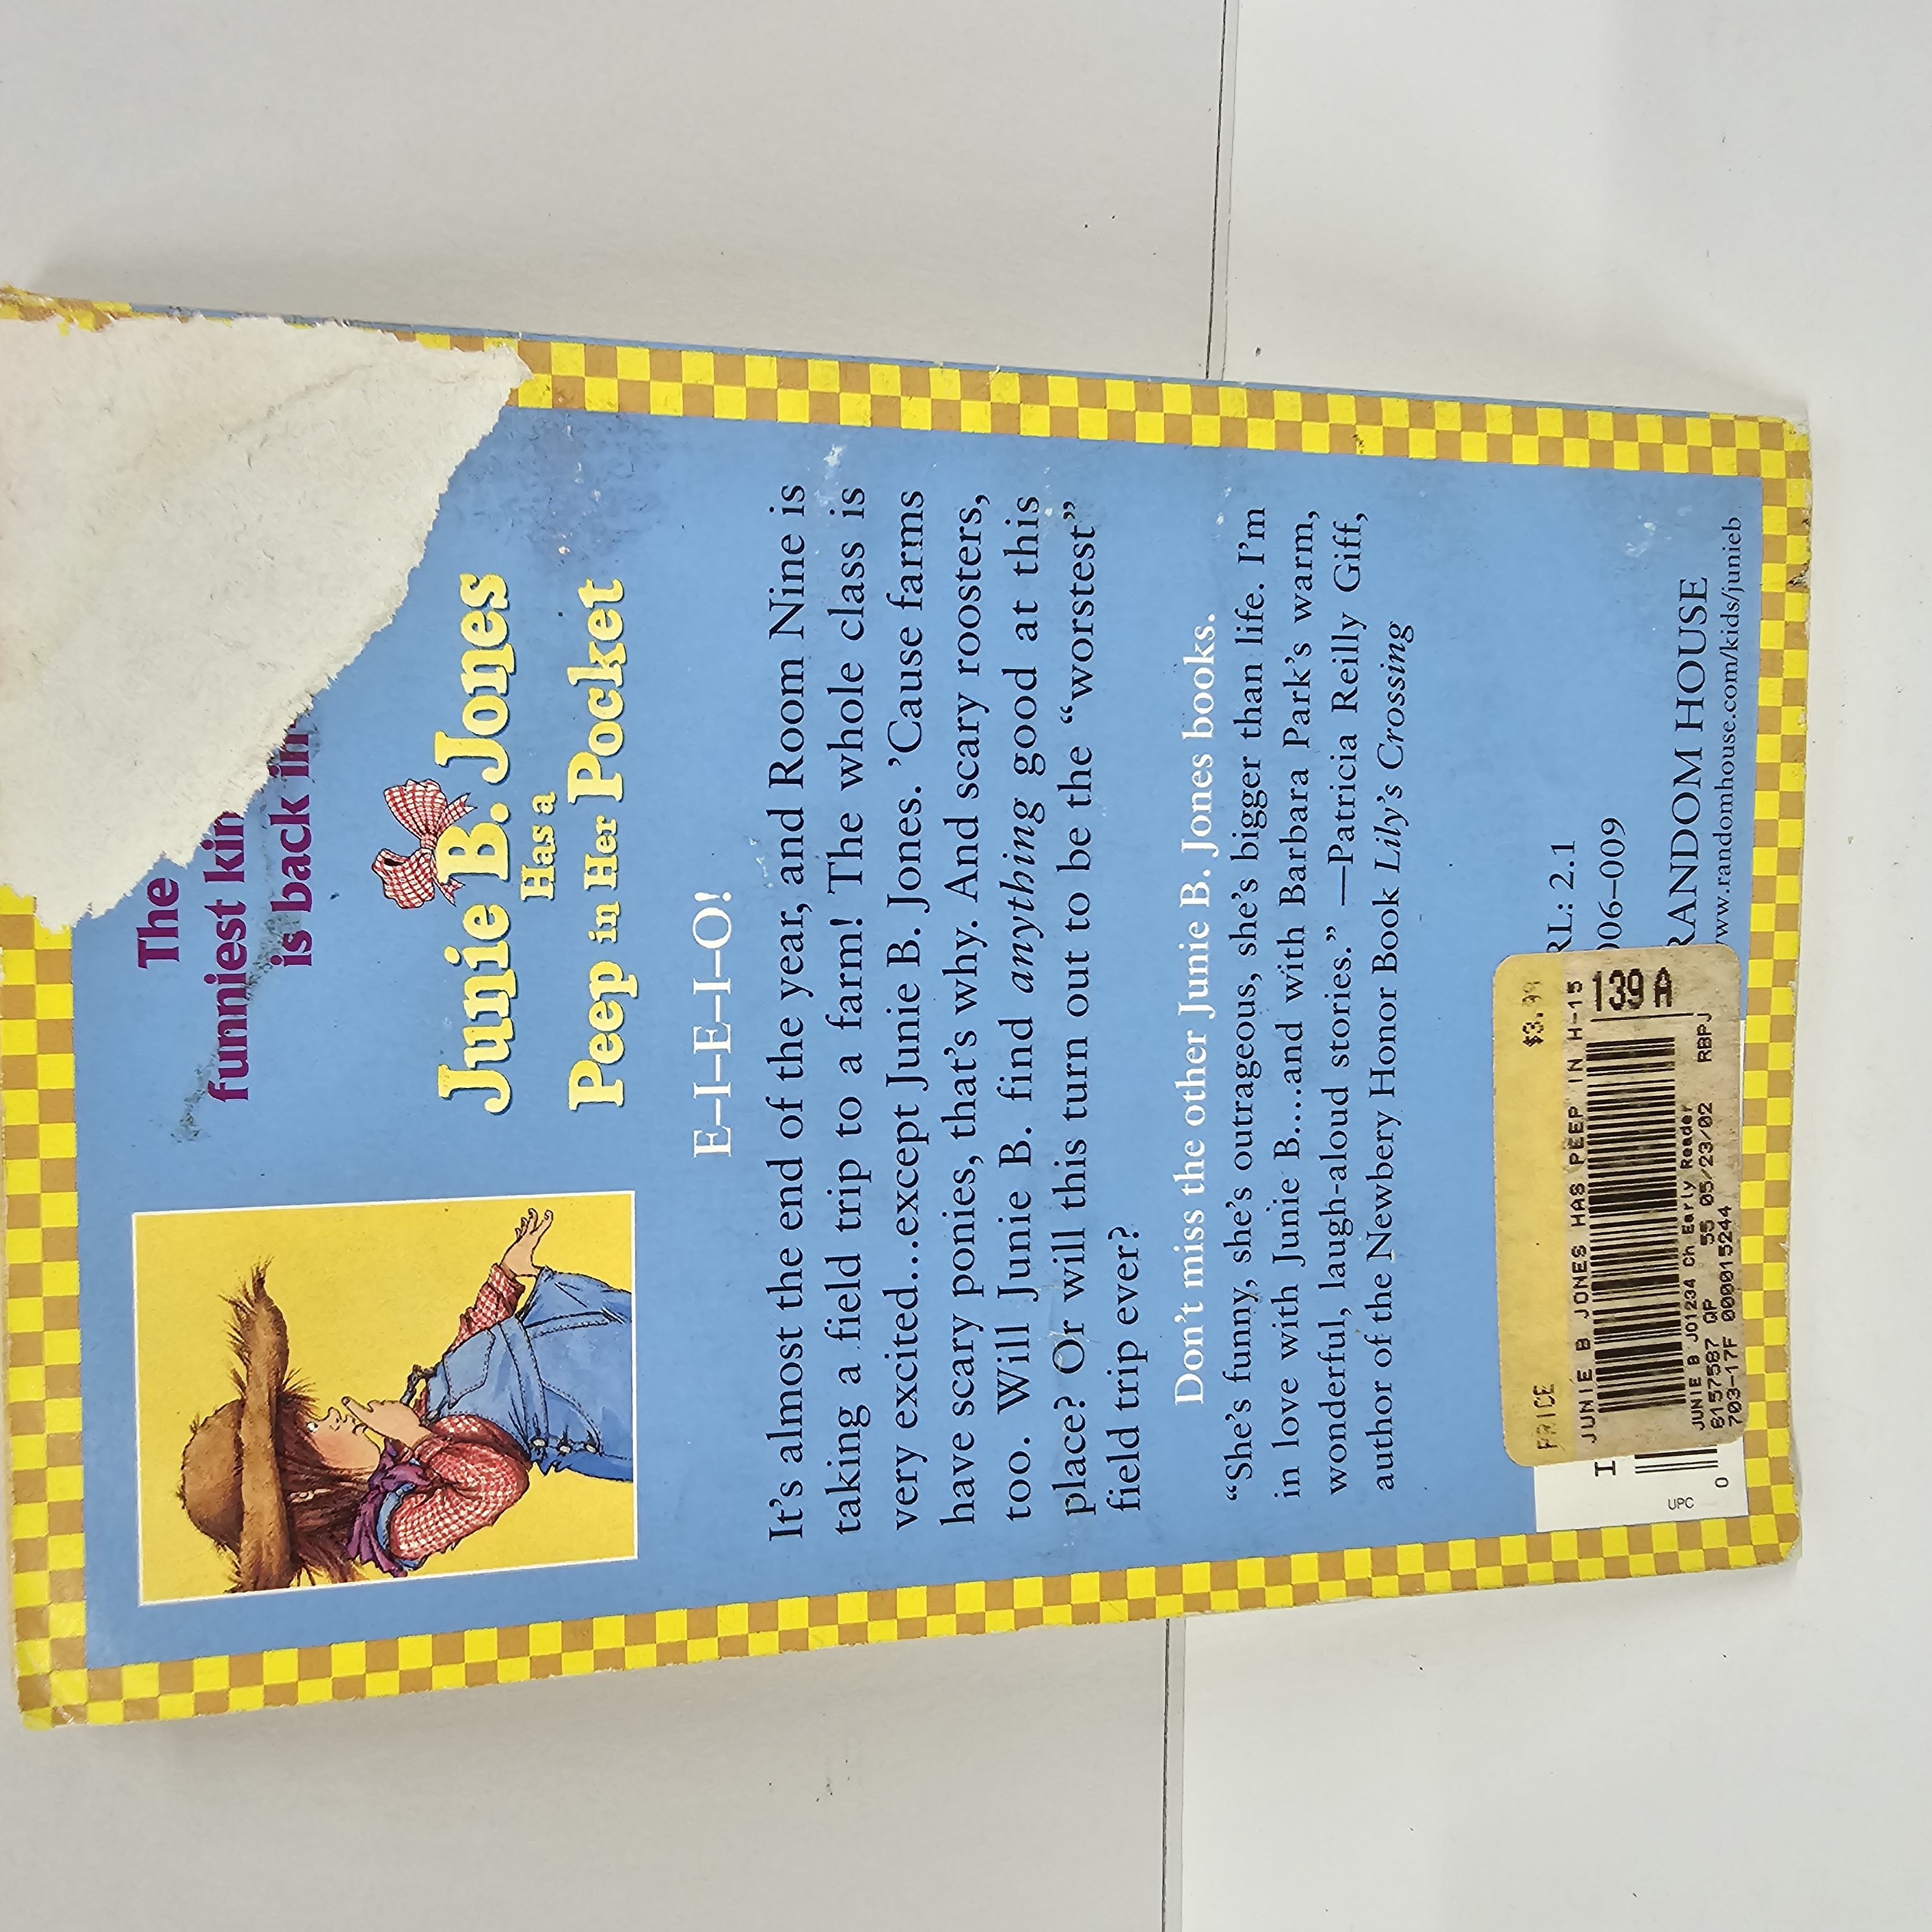 The
funniest kin
is back in
Junie B. Jones
Has a
Peep in Her Pocket
E–I–E–I–O!
It’s almost the end of the year, and Room Nine is
taking a field trip to a farm! The whole class is
very excited...except Junie B. Jones. ’Cause farms
have scary ponies, that’s why. And scary roosters,
too. Will Junie B. find anything good at this
place? Or will this turn out to be the “worstest”
field trip ever?
Don’t miss the other Junie B. Jones books.
“She’s funny, she’s outrageous, she’s bigger than life. I’m
in love with Junie B....and with Barbara Park’s warm,
wonderful, laugh-aloud stories.” —Patricia Reilly Giff,
author of the Newbery Honor Book Lily’s Crossing
PRICE $3.99
JUNIE B JONES HAS PEEP IN H-15
139 A
JUNIE B JO1234 Ch Early Reader
6157587 QP 55 05/23/02 RBPJ
703-17F 000015244
I
UPC
0
RL: 2.1
006–009
RANDOM HOUSE
www.randomhouse.com/kids/junieb